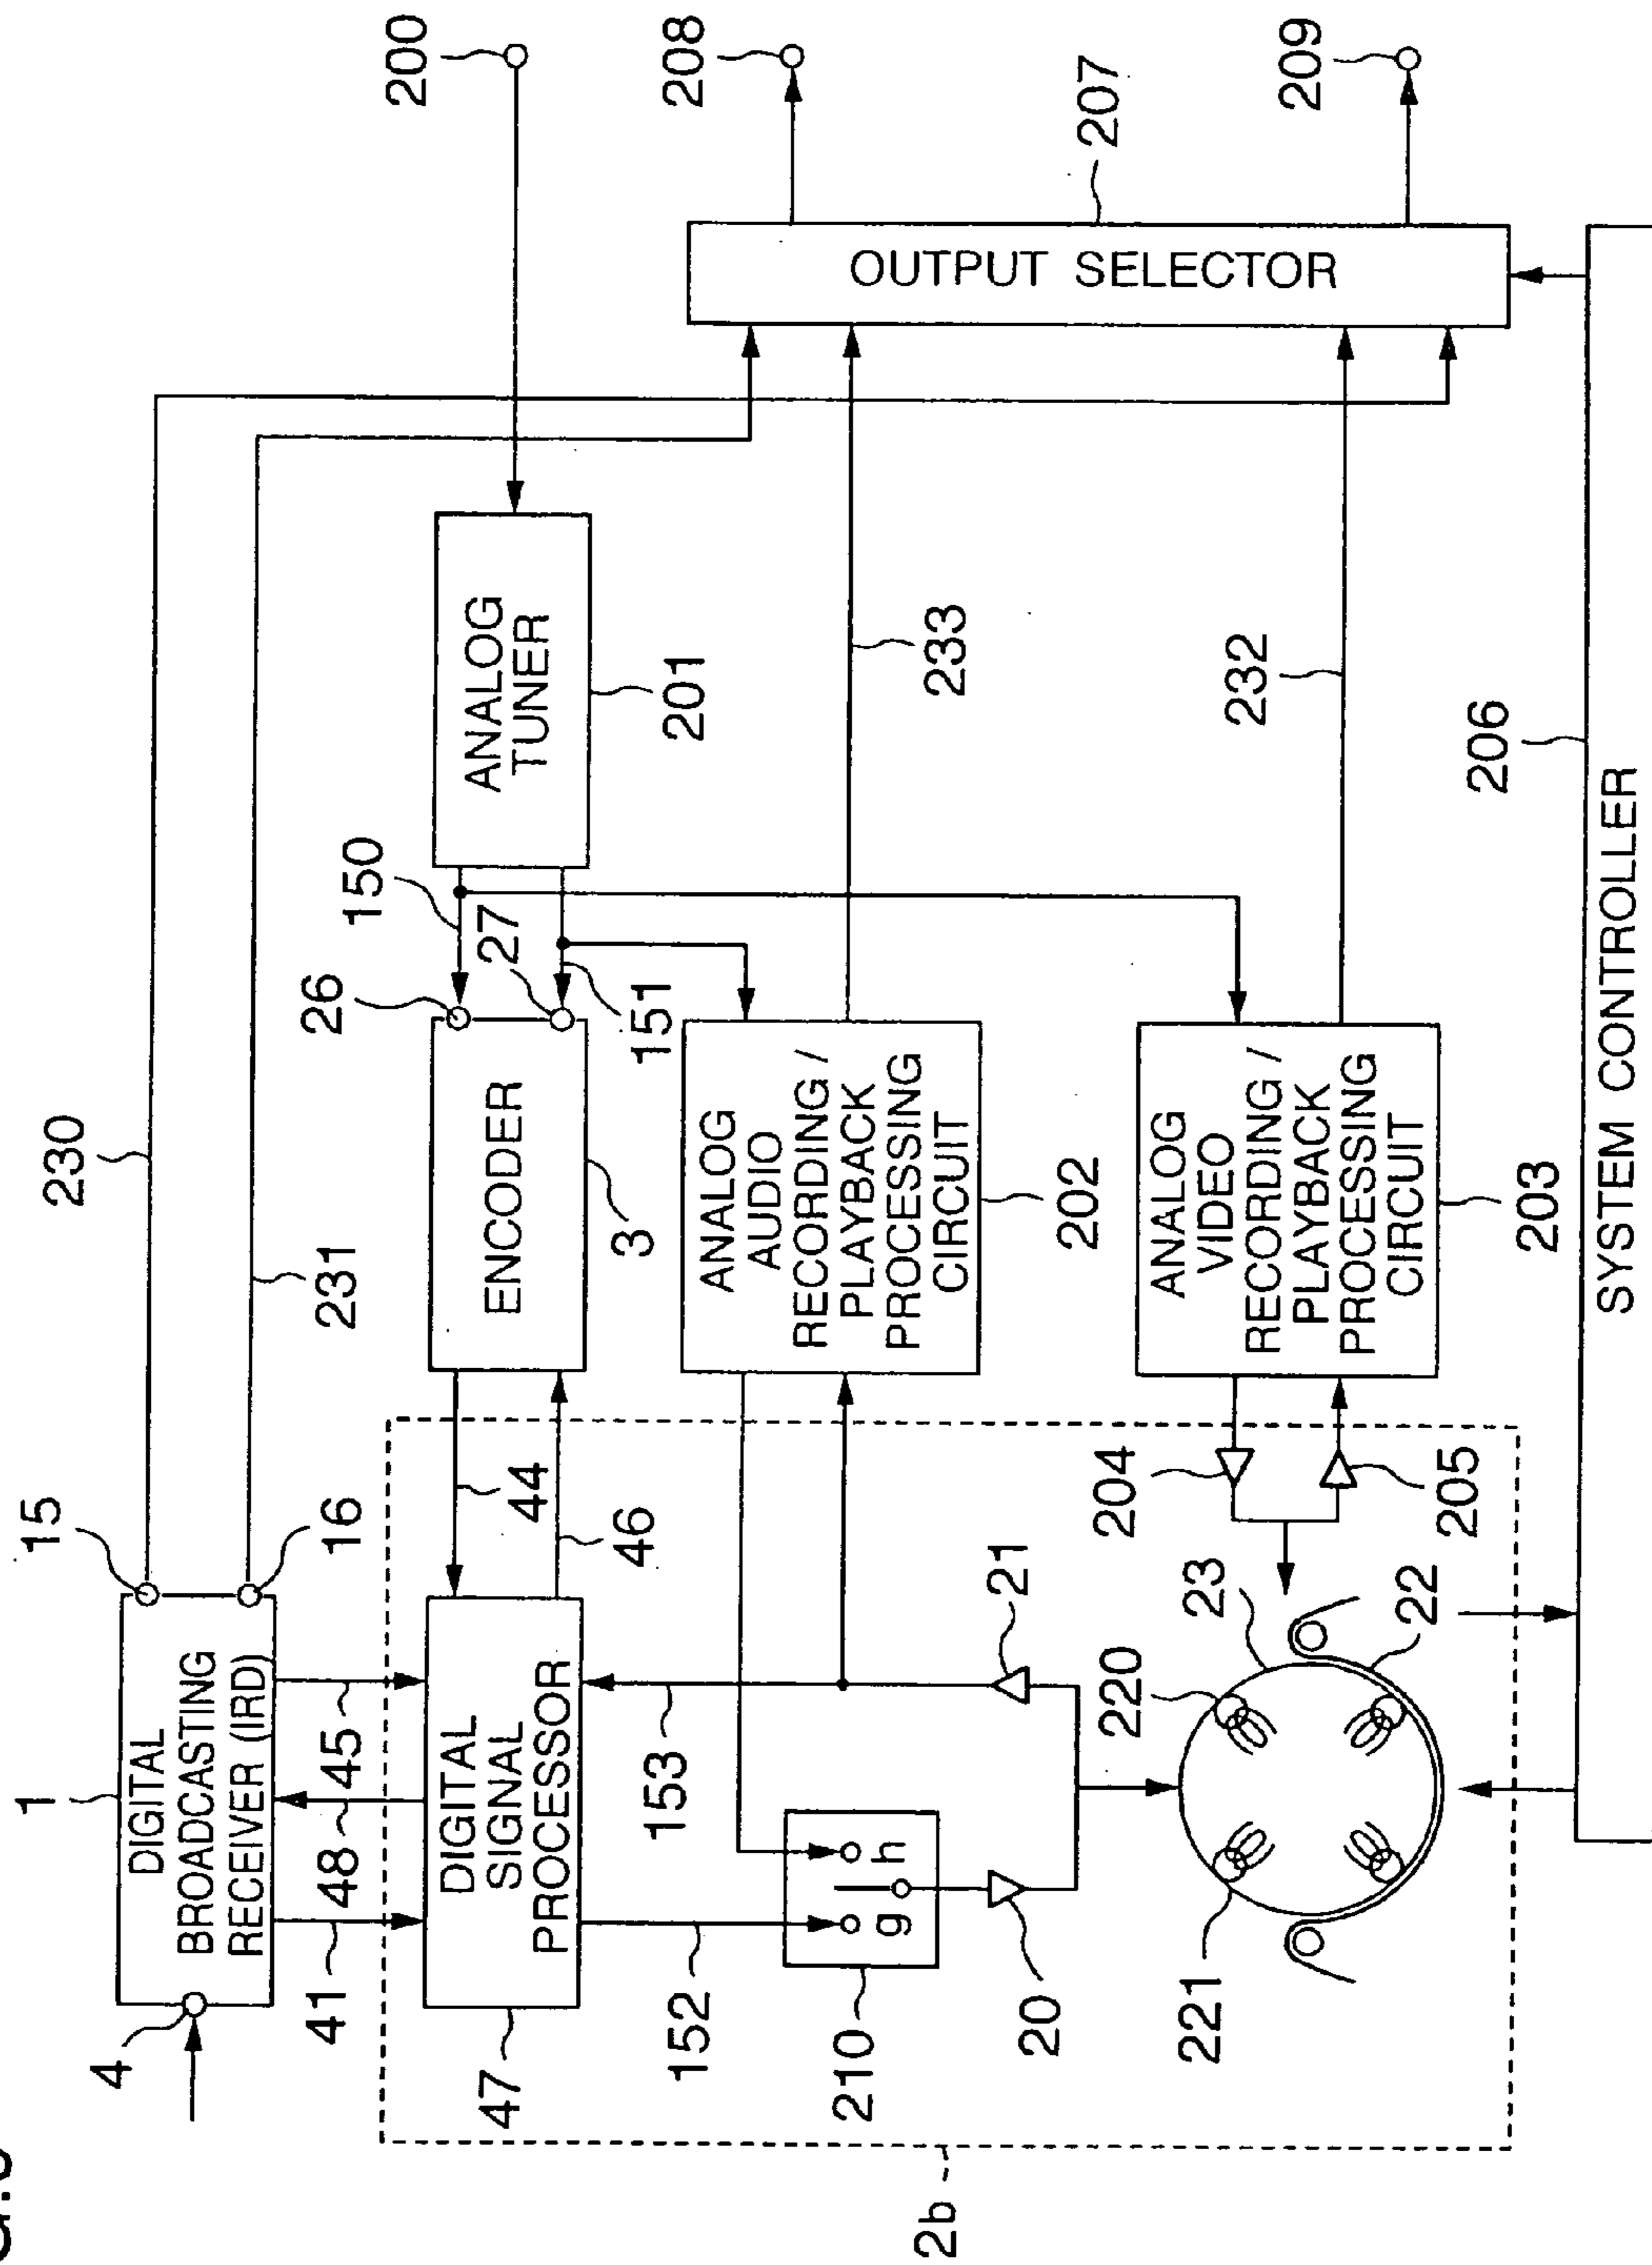 1
15
230
4
DIGITAL
BROADCASTING
RECEIVER (IRD)
16
231
41
48
45
26
150
200
47
DIGITAL
SIGNAL
PROCESSOR
44
46
ENCODER
3
27
151
ANALOG
TUNER
201
152
153
208
210
g
h
21
20
ANALOG
AUDIO
RECORDING /
PLAYBACK
PROCESSING
CIRCUIT
202
233
OUTPUT SELECTOR
207
2b
221
220
23
22
204
205
ANALOG
VIDEO
RECORDING /
PLAYBACK
PROCESSING
CIRCUIT
203
232
209
206
SYSTEM CONTROLLER